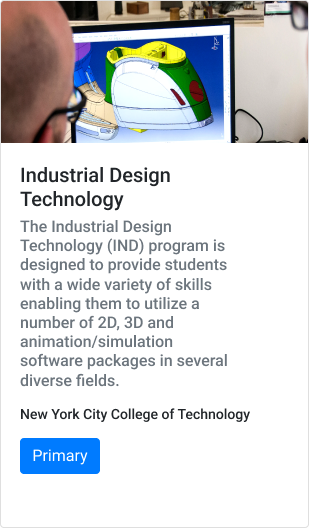 Industrial Design
Technology
The Industrial Design
Technology (IND) program is
designed to provide students
with a wide variety of skills
enabling them to utilize a
number of 2D, 3D and
animation/simulation
software packages in several
diverse fields.
New York City College of Technology
Primary